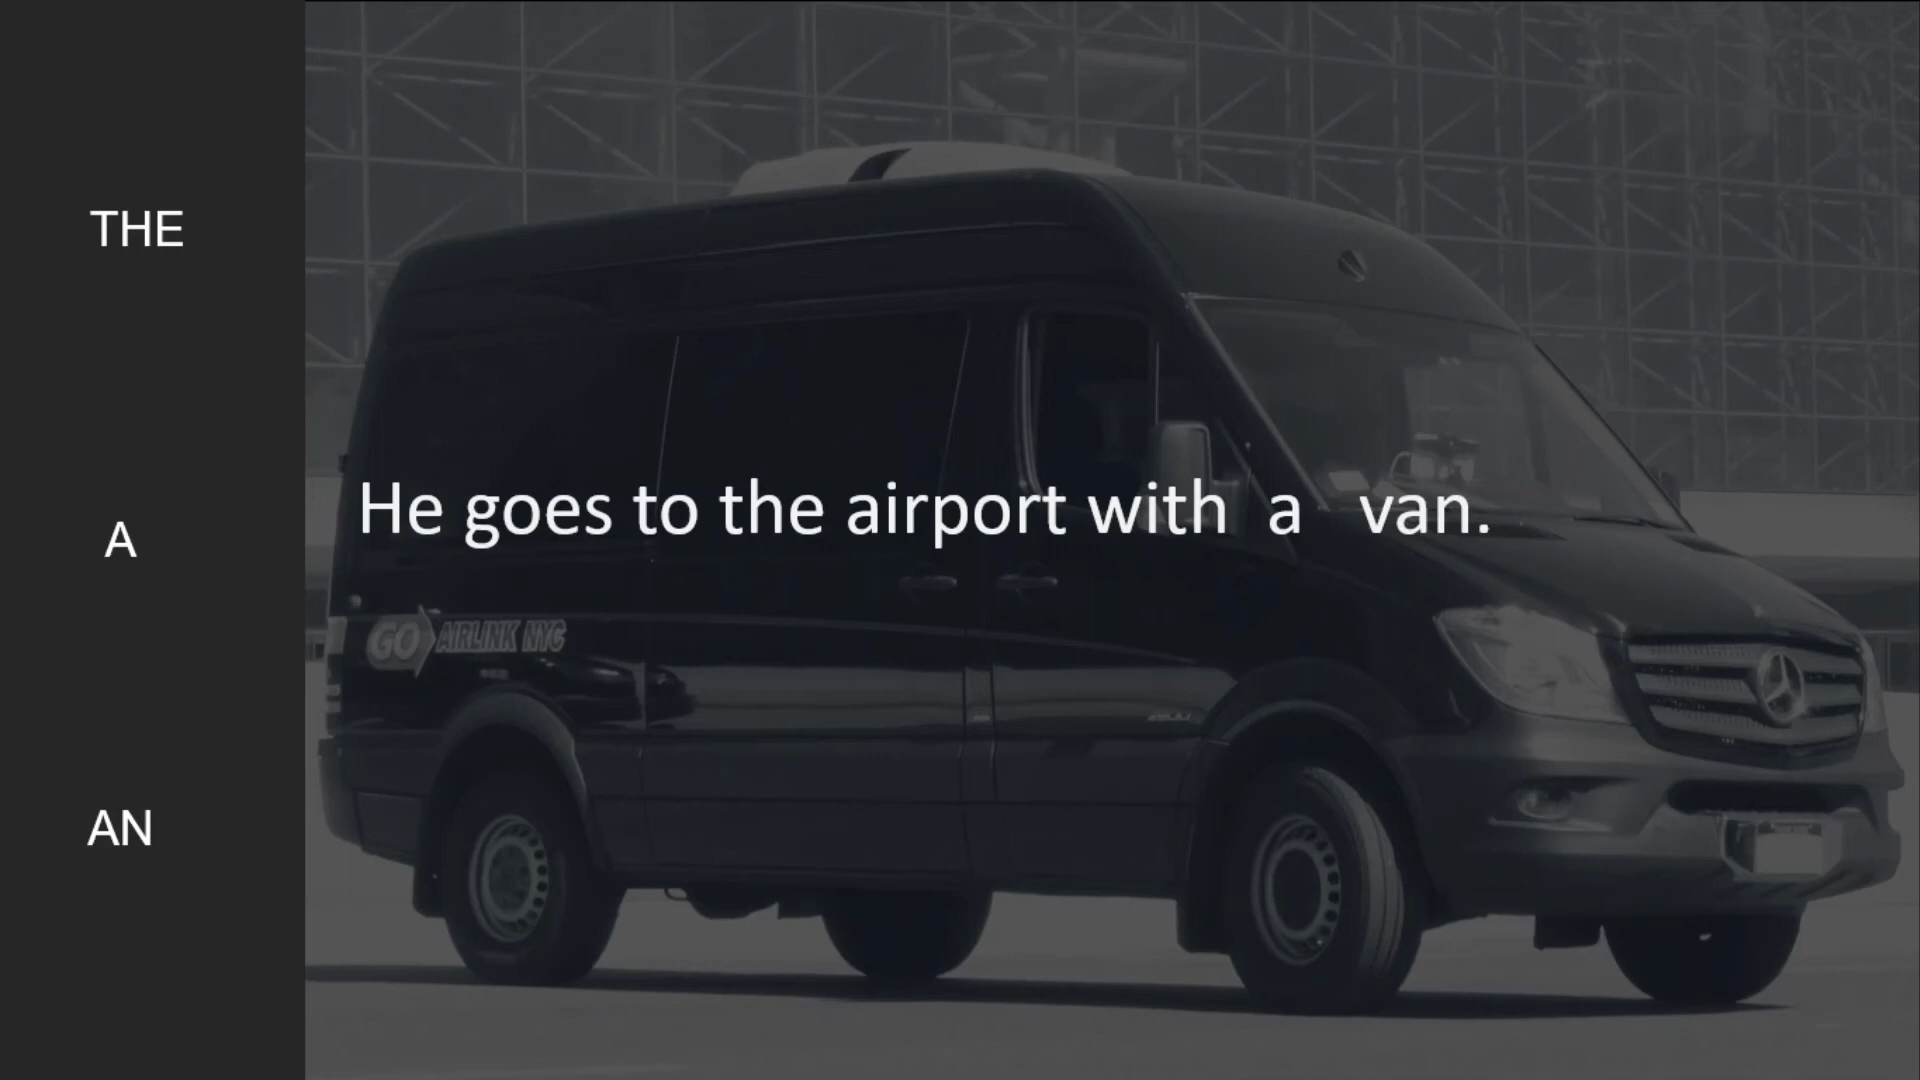 THE
A
He goes to the airport with a van.
GO AIRLINK NYC
AN